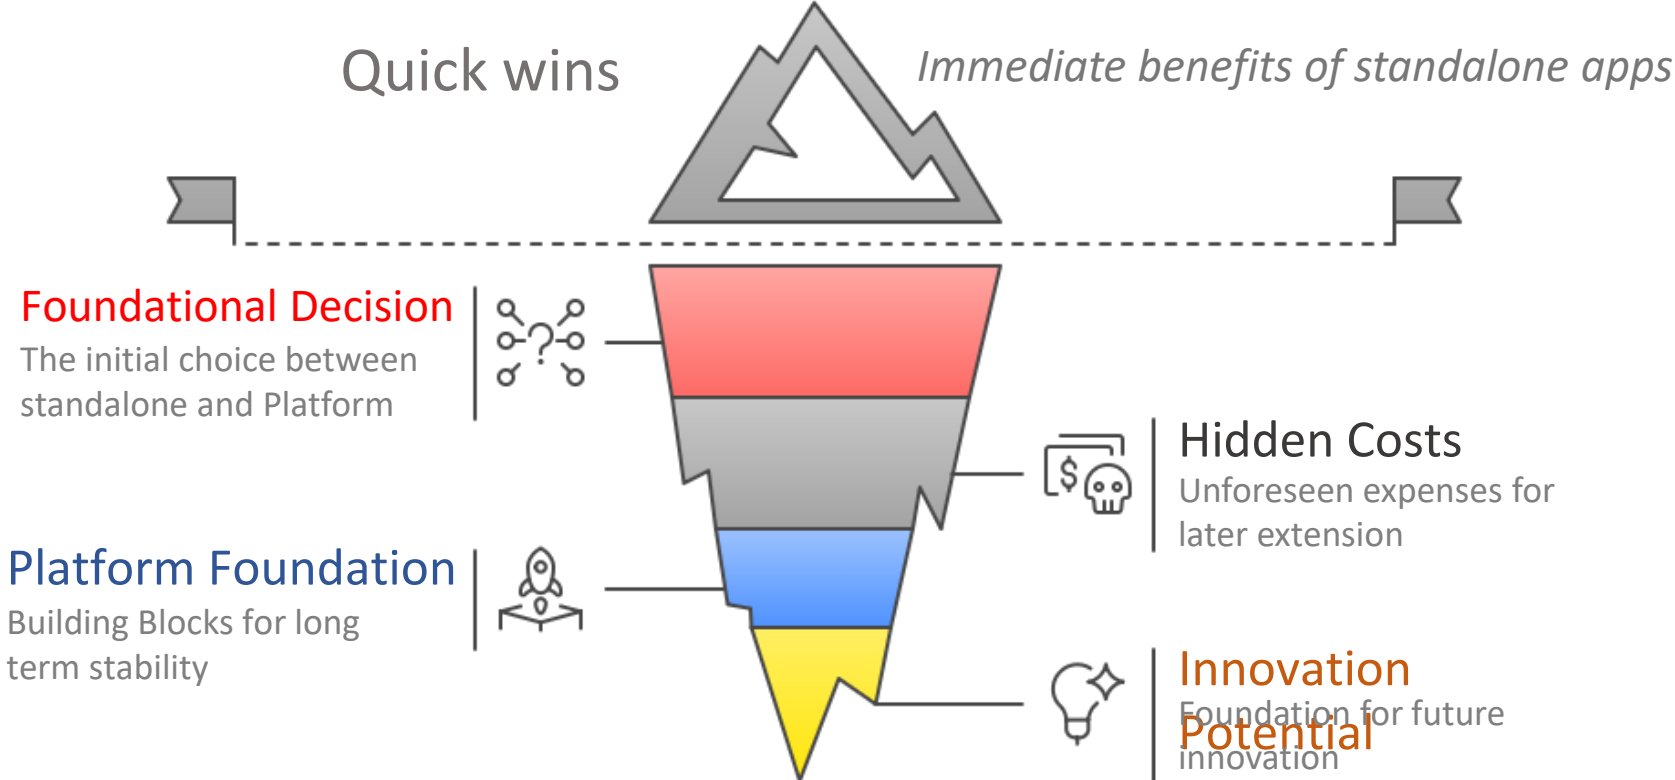 Quick wins
Immediate benefits of standalone apps
Foundational Decision
The initial choice between
standalone and Platform
Hidden Costs
Unforeseen expenses for
later extension
Platform Foundation
Building Blocks for long
term stability
Innovation
Potential
Foundation for future
innovation